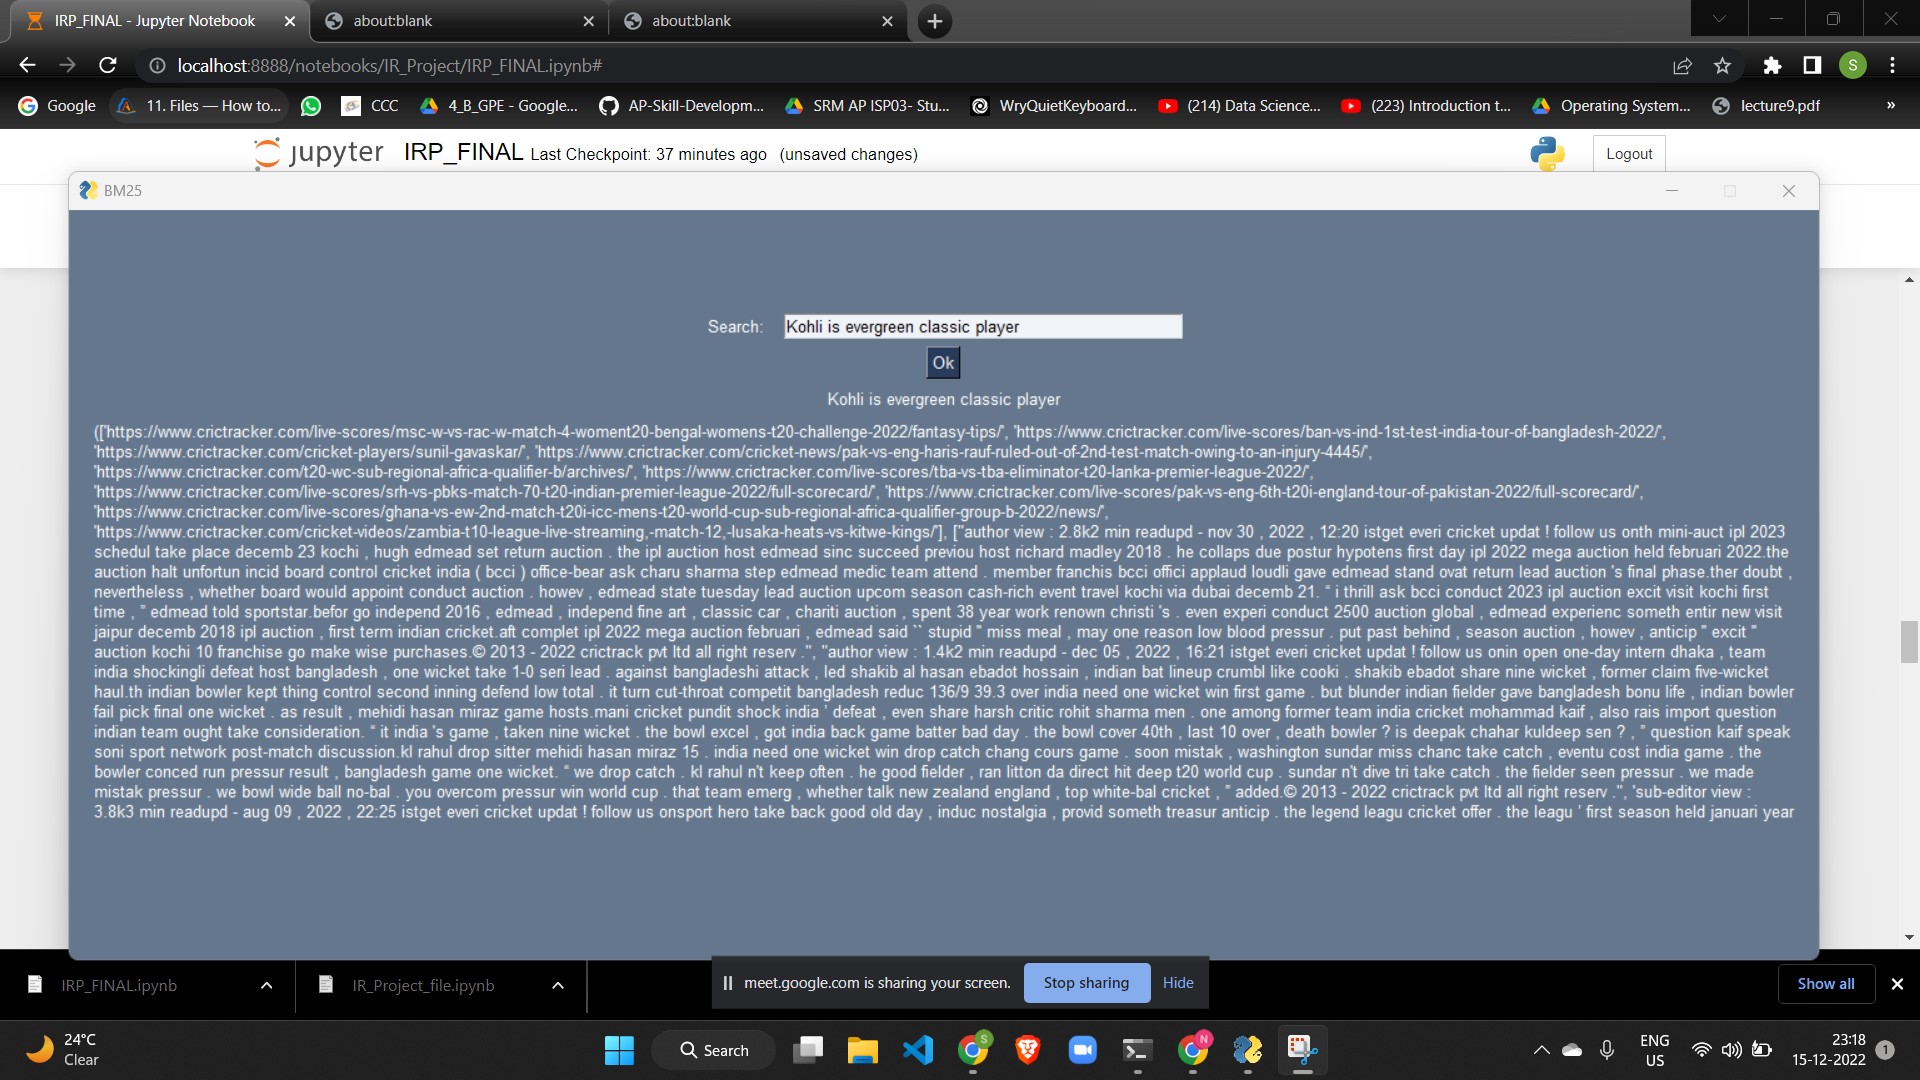 IRP_FINAL - Jupyter Notebook
about:blank
about:blank
localhost:8888/notebooks/IR_Project/IRP_FINAL.ipynb#
S
Google
11. Files — How to...
CCC
4_B_GPE - Google...
AP-Skill-Developm...
SRM AP ISP03- Stu...
WryQuietKeyboard...
(214) Data Science...
(223) Introduction t...
Operating System...
lecture9.pdf
»
jupyter IRP_FINAL Last Checkpoint: 37 minutes ago (unsaved changes)
Logout
BM25
Search: Kohli is evergreen classic player
Ok
Kohli is evergreen classic player
(['https://www.crictracker.com/live-scores/msc-w-vs-rac-w-match-4-woment20-bengal-womens-t20-challenge-2022/fantasy-tips/', 'https://www.crictracker.com/live-scores/ban-vs-ind-1st-test-india-tour-of-bangladesh-2022/',
'https://www.crictracker.com/cricket-players/sunil-gavaskar/', 'https://www.crictracker.com/cricket-news/pak-vs-eng-haris-rauf-ruled-out-of-2nd-test-match-owing-to-an-injury-4445/',
'https://www.crictracker.com/t20-wc-sub-regional-africa-qualifier-b/archives/', 'https://www.crictracker.com/live-scores/tba-vs-tba-eliminator-t20-lanka-premier-league-2022/',
'https://www.crictracker.com/live-scores/srh-vs-pbks-match-70-t20-indian-premier-league-2022/full-scorecard/', 'https://www.crictracker.com/live-scores/pak-vs-eng-6th-t20i-england-tour-of-pakistan-2022/full-scorecard/',
'https://www.crictracker.com/live-scores/ghana-vs-ew-2nd-match-t20i-icc-mens-t20-world-cup-sub-regional-africa-qualifier-group-b-2022/news/',
'https://www.crictracker.com/cricket-videos/zambia-t10-league-live-streaming,-match-12,-lusaka-heats-vs-kitwe-kings/'], ["author view : 2.8k2 min readupd - nov 30 , 2022 , 12:20 istget everi cricket updat ! follow us onth mini-auct ipl 2023
schedul take place decemb 23 kochi , hugh edmead set return auction . the ipl auction host edmead sinc succeed previou host richard madley 2018 . he collaps due postur hypotens first day ipl 2022 mega auction held februari 2022.the
auction halt unfortun incid board control cricket india ( bcci ) office-bear ask charu sharma step edmead medic team attend . member franchis bcci offici applaud loudli gave edmead stand ovat return lead auction 's final phase.ther doubt ,
nevertheless , whether board would appoint conduct auction . howev , edmead state tuesday lead auction upcom season cash-rich event travel kochi via dubai decemb 21. “ i thrill ask bcci conduct 2023 ipl auction excit visit kochi first
time , ” edmead told sportstar.befor go independ 2016 , edmead , independ fine art , classic car , chariti auction , spent 38 year work renown christi 's . even experi conduct 2500 auction global , edmead experienc someth entir new visit
jaipur decemb 2018 ipl auction , first term indian cricket.aft complet ipl 2022 mega auction februari , edmead said `` stupid '' miss meal , may one reason low blood pressur . put past behind , season auction , howev , anticip '' excit ''
auction kochi 10 franchise go make wise purchases.© 2013 - 2022 crictrack pvt ltd all right reserv .", "author view : 1.4k2 min readupd - dec 05 , 2022 , 16:21 istget everi cricket updat ! follow us onin open one-day intern dhaka , team
india shockingli defeat host bangladesh , one wicket take 1-0 seri lead . against bangladeshi attack , led shakib al hasan ebadot hossain , indian bat lineup crumbl like cooki . shakib ebadot share nine wicket , former claim five-wicket
haul.th indian bowler kept thing control second inning defend low total . it turn cut-throat competit bangladesh reduc 136/9 39.3 over india need one wicket win first game . but blunder indian fielder gave bangladesh bonu life , indian bowler
fail pick final one wicket . as result , mehidi hasan miraz game hosts.mani cricket pundit shock india ’ defeat , even share harsh critic rohit sharma men . one among former team india cricket mohammad kaif , also rais import question
indian team ought take consideration. “ it india 's game , taken nine wicket . the bowl excel , got india back game batter bad day . the bowl cover 40th , last 10 over , death bowler ? is deepak chahar kuldeep sen ? , ” question kaif speak
soni sport network post-match discussion.kl rahul drop sitter mehidi hasan miraz 15 . india need one wicket win drop catch chang cours game . soon mistak , washington sundar miss chanc take catch , eventu cost india game . the
bowler conced run pressur result , bangladesh game one wicket. “ we drop catch . kl rahul n't keep often . he good fielder , ran litton da direct hit deep t20 world cup . sundar n't dive tri take catch . the fielder seen pressur . we made
mistak pressur . we bowl wide ball no-bal . you overcom pressur win world cup . that team emerg , whether talk new zealand england , top white-bal cricket , ” added.© 2013 - 2022 crictrack pvt ltd all right reserv .", 'sub-editor view :
3.8k3 min readupd - aug 09 , 2022 , 22:25 istget everi cricket updat ! follow us onsport hero take back good old day , induc nostalgia , provid someth treasur anticip . the legend leagu cricket offer . the leagu ’ first season held januari year
IRP_FINAL.ipynb
IR_Project_file.ipynb
meet.google.com is sharing your screen.
Stop sharing
Hide
Show all
24°C
Clear
Search
S
N
ENG
US
23:18
15-12-2022
1